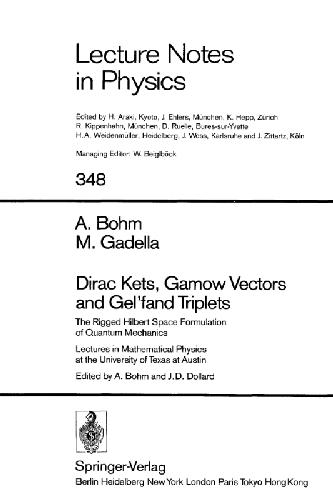 Lecture Notes
in Physics
Edited by H. Araki, Kyoto, J. Ehlers, München, K. Hepp, Zürich
R. Kippenhahn, München, D. Ruelle, Bures-sur-Yvette
H.A. Weidenmüller, Heidelberg, J. Wess, Karlsruhe and J. Zittartz, Köln
Managing Editor: W. Beiglböck
348
A. Bohm
M. Gadella
Dirac Kets, Gamow Vectors
and Gel'fand Triplets
The Rigged Hilbert Space Formulation
of Quantum Mechanics
Lectures in Mathematical Physics
at the University of Texas at Austin
Edited by A. Bohm and J.D. Dollard
Springer-Verlag
Berlin Heidelberg New York London Paris Tokyo Hong Kong